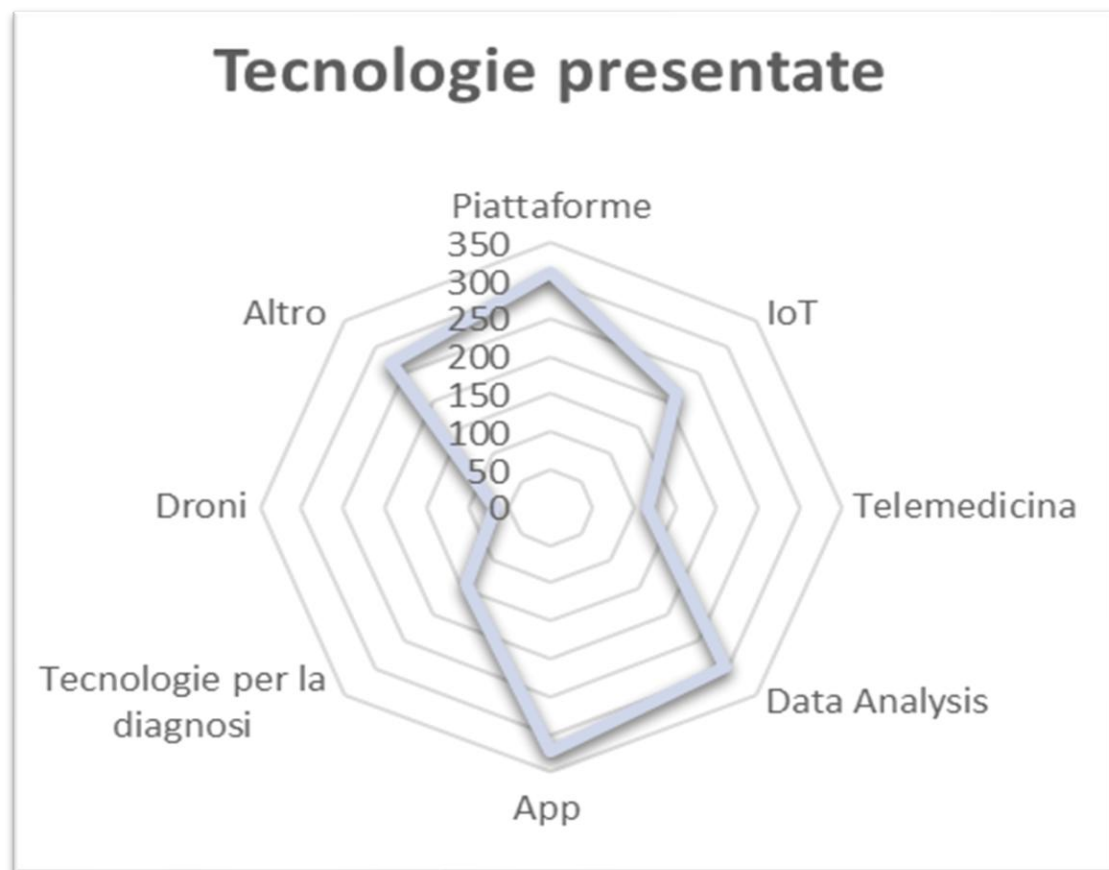 Tecnologie presentate
Piattaforme
350
300
250
200
150
100
50
0
IoT
Telemedicina
Data Analysis
App
Tecnologie per la
diagnosi
Droni
Altro